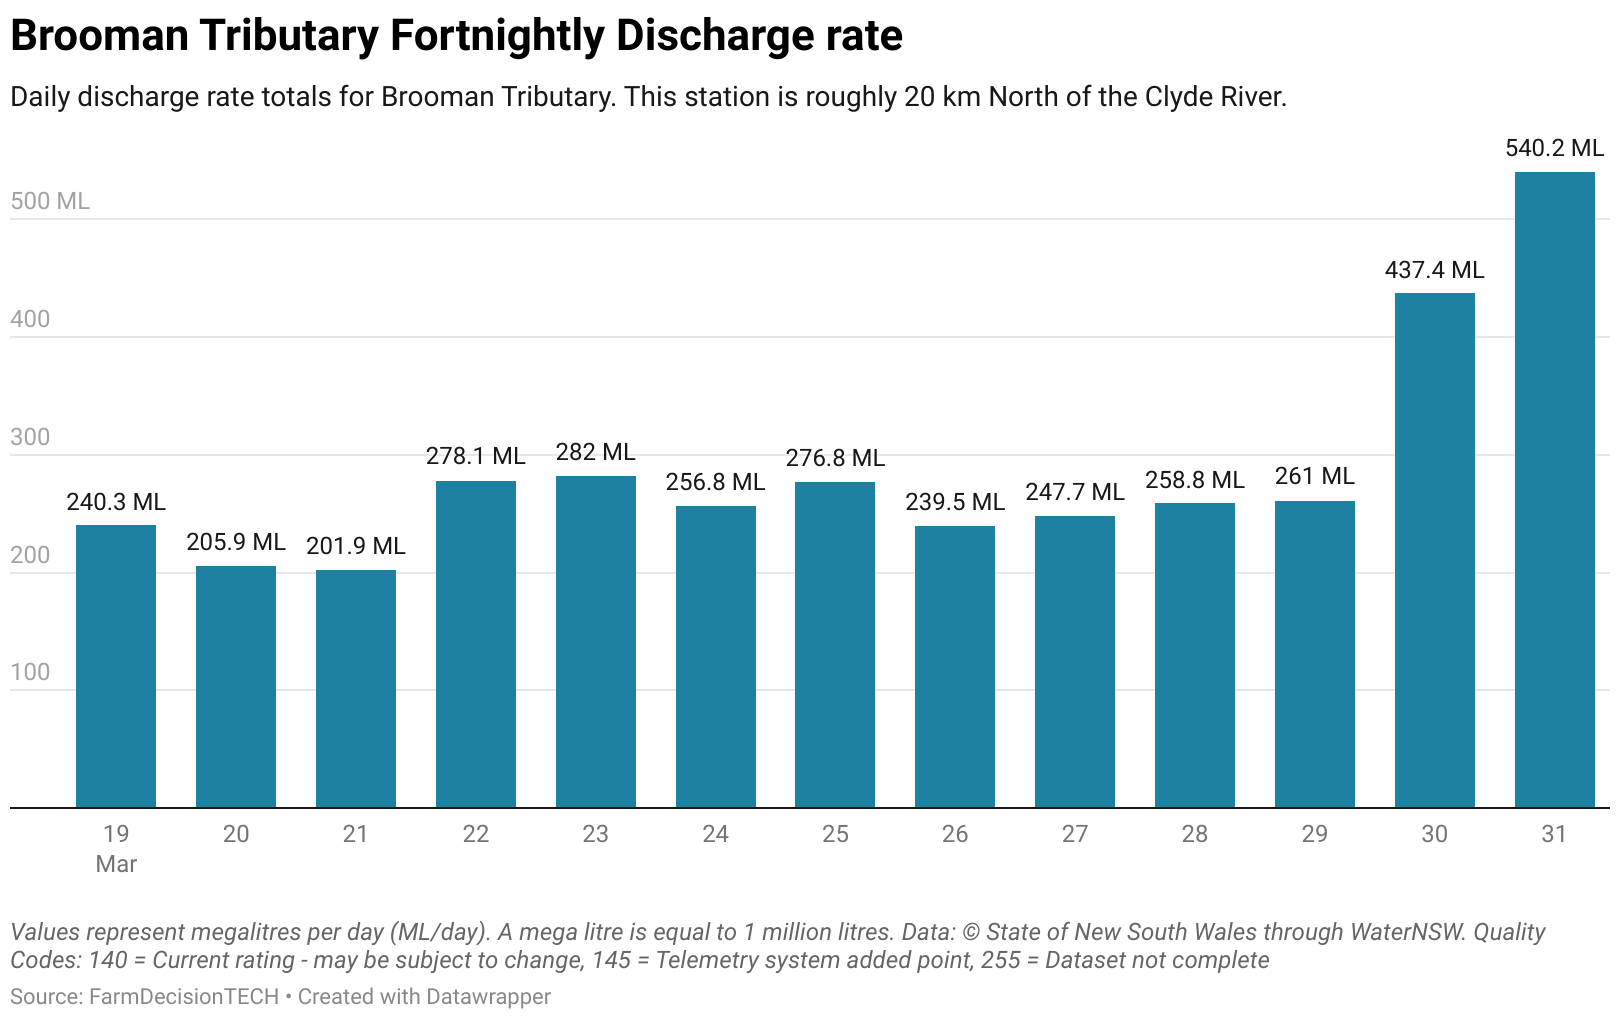 Brooman Tributary Fortnightly Discharge rate
Daily discharge rate totals for Brooman Tributary. This station is roughly 20 km North of the Clyde River.
540.2 ML
500 ML
437.4 ML
400
300
278.1 ML
282 ML
276.8 ML
256.8 ML
258.8 ML
261 ML
240.3 ML
239.5 ML
247.7 ML
205.9 ML
201.9 ML
200
100
19 20 21 22 23 24 25 26 27 28 29 30 31
Mar
Values represent megalitres per day (ML/day). A mega litre is equal to 1 million litres. Data: © State of New South Wales through WaterNSW. Quality
Codes: 140 = Current rating - may be subject to change, 145 = Telemetry system added point, 255 = Dataset not complete
Source: FarmDecisionTECH • Created with Datawrapper